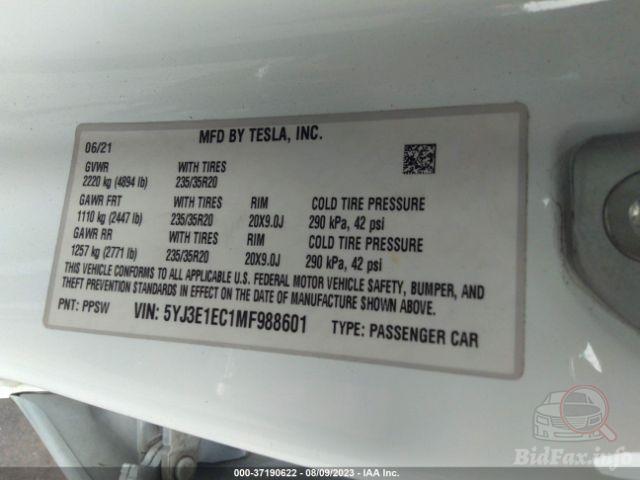 MFD BY TESLA, INC.
06/21
GVWR WITH TIRES
2220 kg (4894 lb) 235/35R20
GAWR FRT WITH TIRES RIM COLD TIRE PRESSURE
1110 kg (2447 lb) 235/35R20 20X9.0J 290 kPa, 42 psi
GAWR RR WITH TIRES RIM COLD TIRE PRESSURE
1257 kg (2771 lb) 235/35R20 20X9.0J 290 kPa, 42 psi
THIS VEHICLE CONFORMS TO ALL APPLICABLE U.S. FEDERAL MOTOR VEHICLE SAFETY, BUMPER, AND
THEFT PREVENTION STANDARDS IN EFFECT ON THE DATE OF MANUFACTURE SHOWN ABOVE.
PNT: PPSW VIN: 5YJ3E1EC1MF988601 TYPE: PASSENGER CAR
BidFax.info
© COPART - 37190622 - 08/09/2023 - IAA Inc.